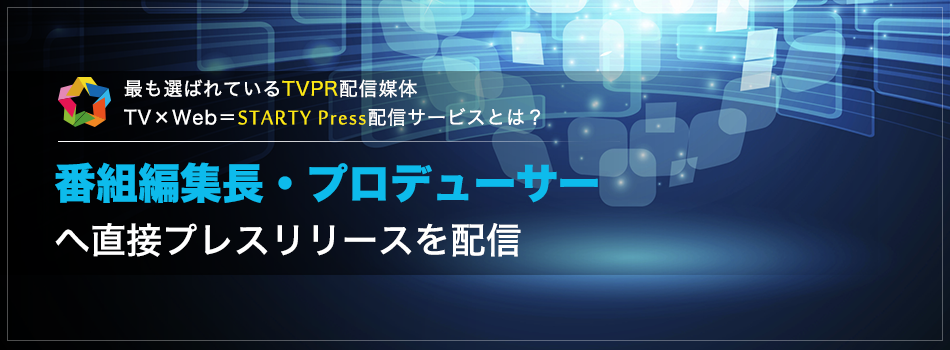 最も選ばれているTVPR配信媒体
TV×Web＝STARTY Press配信サービスとは？
番組編集長・プロデューサー
へ直接プレスリリースを配信